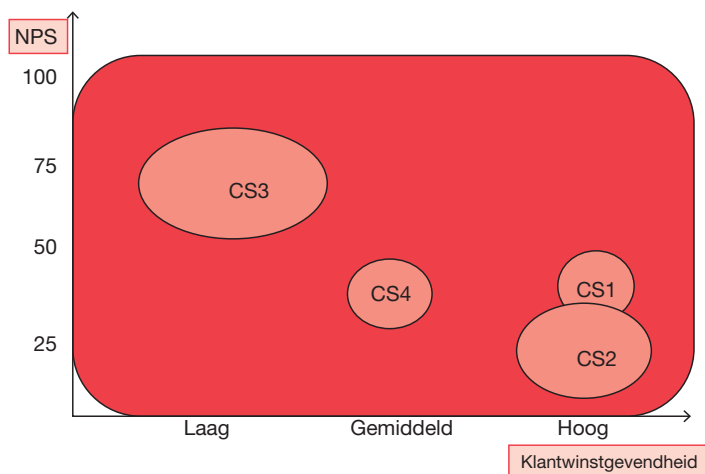 NPS
100
75
50
25
CS3
CS4
CS1
CS2
Laag
Gemiddeld
Hoog
Klantwinstgevendheid